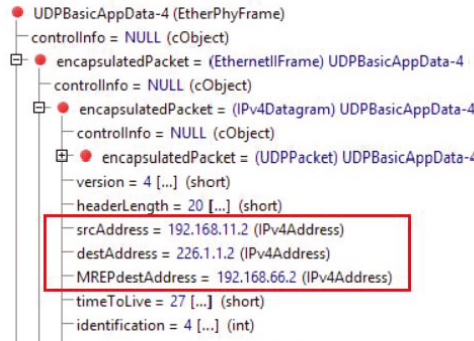 UDPBasicAppData-4 (EtherPhyFrame)
controlInfo = NULL (cObject)
encapsulatedPacket = (EthernetIIFrame) UDPBasicAppData-4
controlInfo = NULL (cObject)
encapsulatedPacket = (IPv4Datagram) UDPBasicAppData-4
controlInfo = NULL (cObject)
encapsulatedPacket = (UDPPacket) UDPBasicAppData-4
version = 4 [...] (short)
headerLength = 20 [...] (short)
srcAddress = 192.168.11.2 (IPv4Address)
destAddress = 226.1.1.2 (IPv4Address)
MREPdestAddress = 192.168.66.2 (IPv4Address)
timeToLive = 27 [...] (short)
identification = 4 [...] (int)